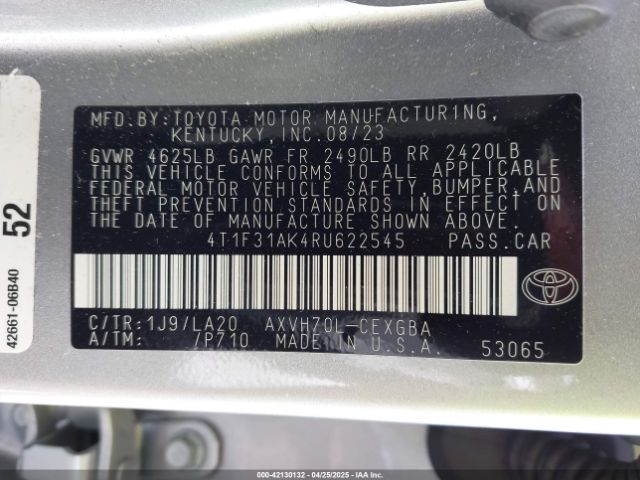 MFD.BY:TOYOTA MOTOR MANUFACTURING,
KENTUCKY,INC.08/23
GVWR 4625LB GAWR FR 2490LB RR 2420LB
THIS VEHICLE CONFORMS TO ALL APPLICABLE
FEDERAL MOTOR VEHICLE SAFETY,BUMPER,AND
THEFT PREVENTION STANDARDS IN EFFECT ON
THE DATE OF MANUFACTURE SHOWN ABOVE.
4T1F31AK4RU622545 PASS.CAR
C/TR:1J9/LA20 AXVH70L-CEXGBA
A/TM: /P710 MADE IN U.S.A. 53065
52
42661-06B40
000-42130132 - 04/25/2025 - IAAI.COM